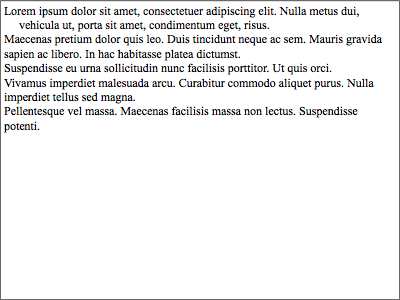 Lorem ipsum dolor sit amet, consectetuer adipiscing elit. Nulla metus dui,
vehicula ut, porta sit amet, condimentum eget, risus.
Maecenas pretium dolor quis leo. Duis tincidunt neque ac sem. Mauris gravida
sapien ac libero. In hac habitasse platea dictumst.
Suspendisse eu urna sollicitudin nunc facilisis porttitor. Ut quis orci.
Vivamus imperdiet malesuada arcu. Curabitur commodo aliquet purus. Nulla
imperdiet tellus sed magna.
Pellentesque vel massa. Maecenas facilisis massa non lectus. Suspendisse
potenti.